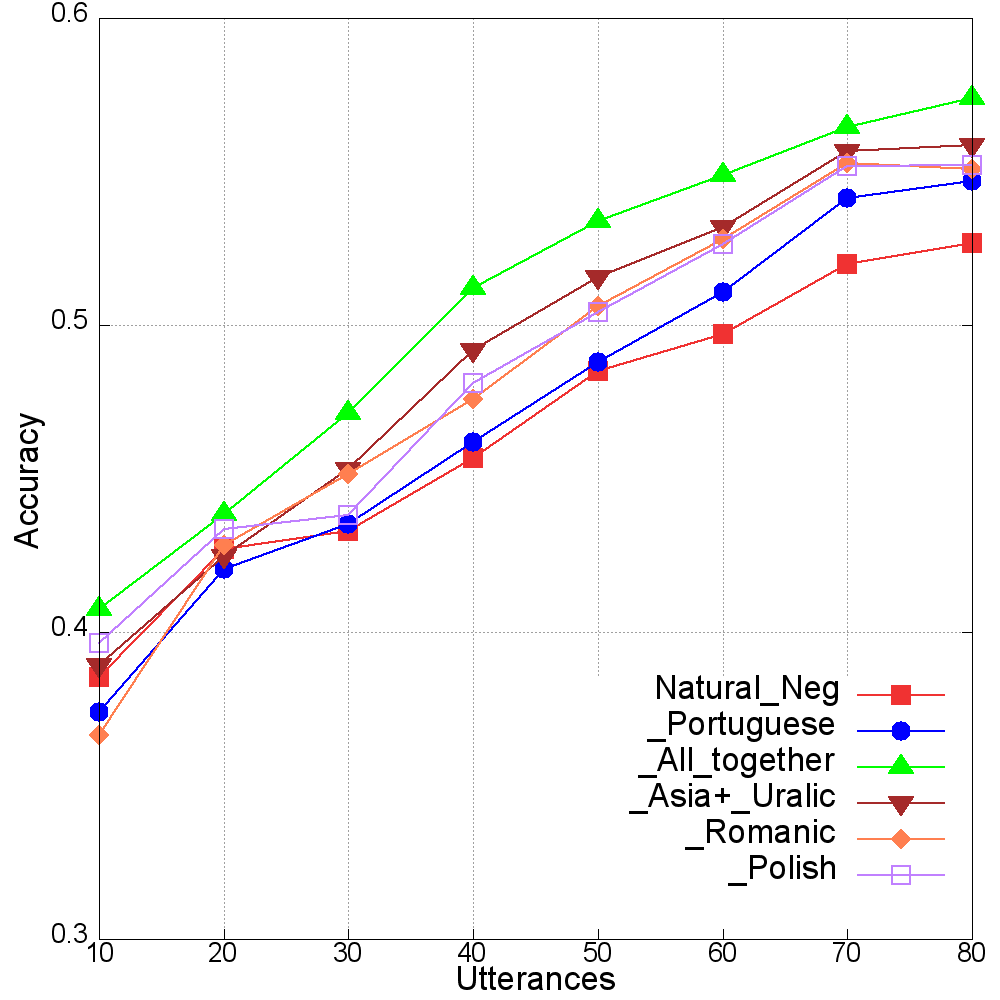 0.6
0.5
0.4
0.3
Accuracy
10 20 30 40 50 60 70 80
Utterances
Natural_Neg
_Portuguese
_All_together
_Asia+_Uralic
_Romanic
_Polish